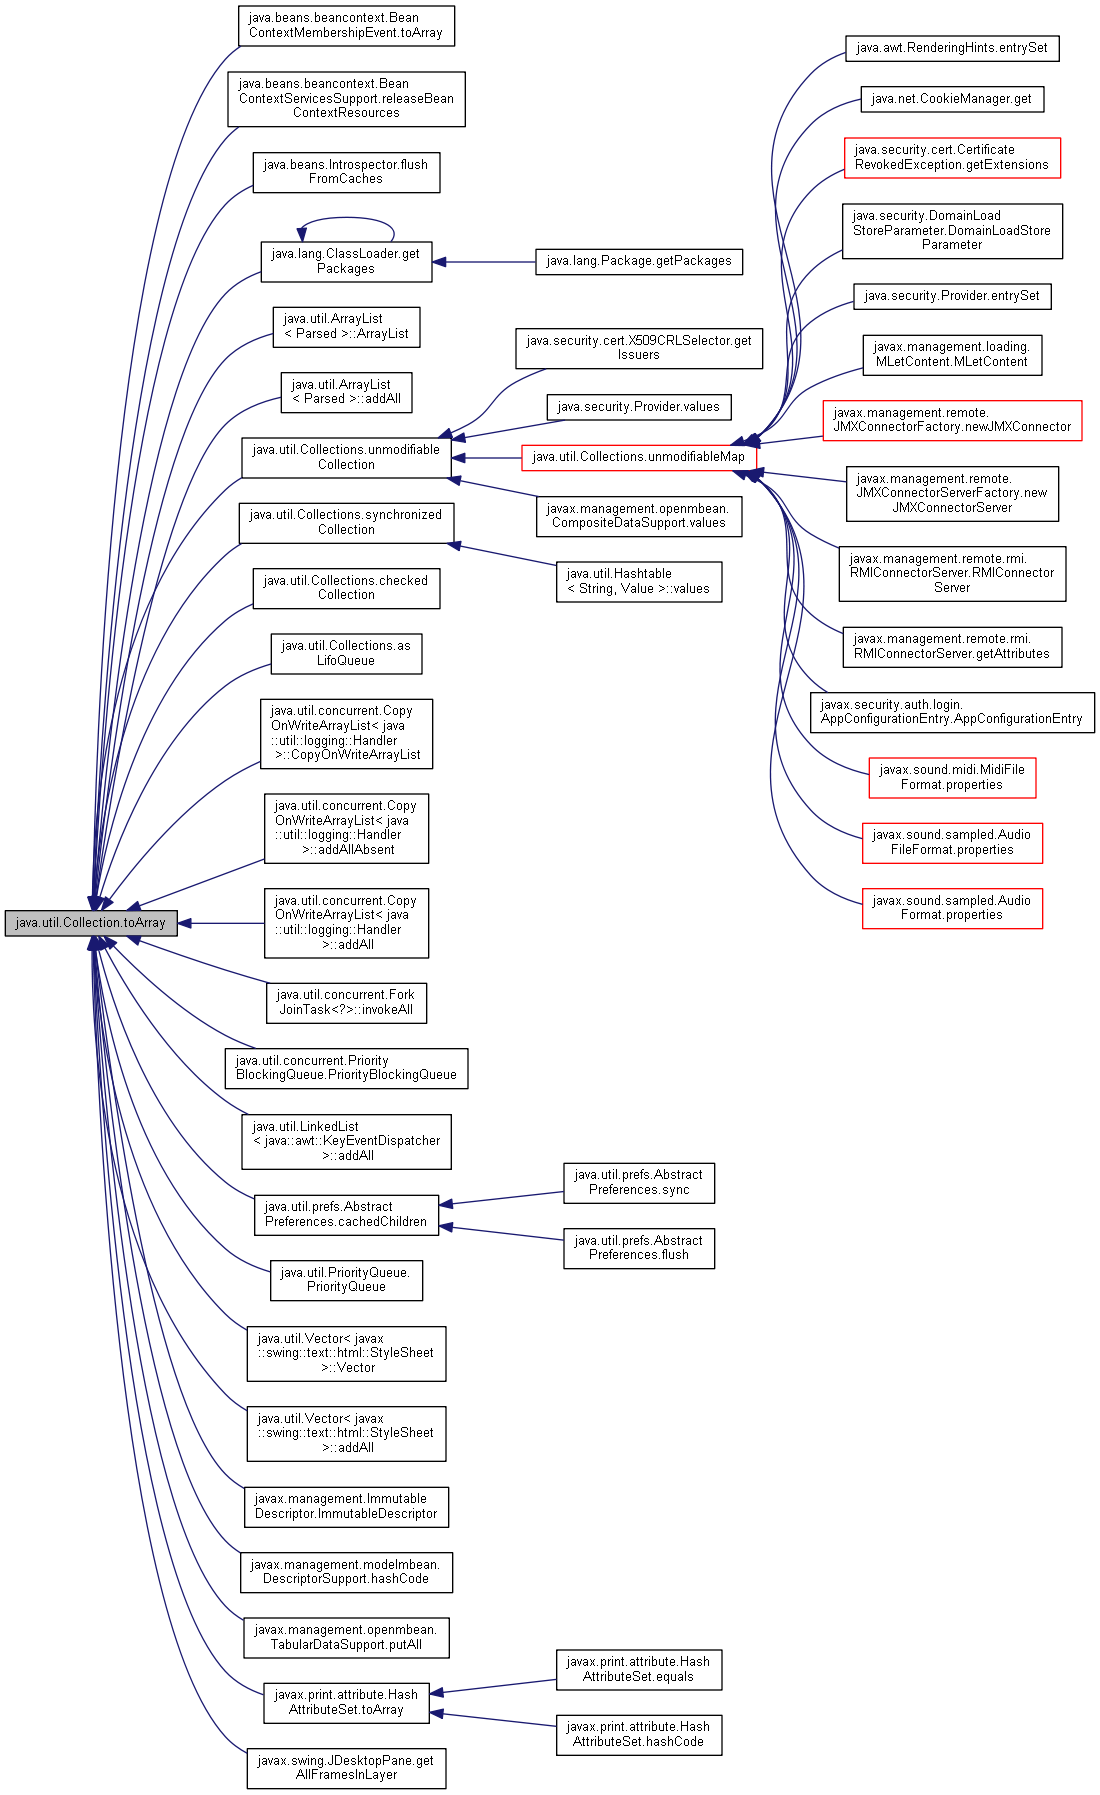 java.beans.beancontext.Bean
ContextMembershipEvent.toArray
java.beans.beancontext.Bean
ContextServicesSupport.releaseBean
ContextResources
java.beans.Introspector.flush
FromCaches
java.lang.ClassLoader.get
Packages
java.lang.Package.getPackages
java.util.ArrayList
< Parsed >::ArrayList
java.util.ArrayList
< Parsed >::addAll
java.util.Collections.unmodifiable
Collection
java.util.Collections.synchronized
Collection
java.util.Collections.checked
Collection
java.util.Collections.as
LifoQueue
java.util.concurrent.Copy
OnWriteArrayList< java
::util::logging::Handler
>::CopyOnWriteArrayList
java.util.concurrent.Copy
OnWriteArrayList< java
::util::logging::Handler
>::addAllAbsent
java.util.Collection.toArray
java.util.concurrent.Copy
OnWriteArrayList< java
::util::logging::Handler
>::addAll
java.util.concurrent.Fork
JoinTask<?>::invokeAll
java.util.concurrent.Priority
BlockingQueue.PriorityBlockingQueue
java.util.LinkedList
< java::awt::KeyEventDispatcher
>::addAll
java.util.prefs.Abstract
Preferences.cachedChildren
java.util.PriorityQueue.
PriorityQueue
java.util.Vector< javax
::swing::text::html::StyleSheet
>::Vector
java.util.Vector< javax
::swing::text::html::StyleSheet
>::addAll
javax.management.Immutable
Descriptor.ImmutableDescriptor
javax.management.modelmbean.
DescriptorSupport.hashCode
javax.management.openmbean.
TabularDataSupport.putAll
javax.print.attribute.Hash
AttributeSet.toArray
javax.swing.JDesktopPane.get
AllFramesInLayer
java.security.cert.X509CRLSelector.get
Issuers
java.security.Provider.values
java.util.Collections.unmodifiableMap
javax.management.openmbean.
CompositeDataSupport.values
java.util.Hashtable
< String, Value >::values
java.util.prefs.Abstract
Preferences.sync
java.util.prefs.Abstract
Preferences.flush
javax.print.attribute.Hash
AttributeSet.equals
javax.print.attribute.Hash
AttributeSet.hashCode
java.awt.RenderingHints.entrySet
java.net.CookieManager.get
java.security.cert.Certificate
RevokedException.getExtensions
java.security.DomainLoad
StoreParameter.DomainLoadStore
Parameter
java.security.Provider.entrySet
javax.management.loading.
MLetContent.MLetContent
javax.management.remote.
JMXConnectorFactory.newJMXConnector
javax.management.remote.
JMXConnectorServerFactory.new
JMXConnectorServer
javax.management.remote.rmi.
RMIConnectorServer.RMIConnector
Server
javax.management.remote.rmi.
RMIConnectorServer.getAttributes
javax.security.auth.login.
AppConfigurationEntry.AppConfigurationEntry
javax.sound.midi.MidiFile
Format.properties
javax.sound.sampled.Audio
FileFormat.properties
javax.sound.sampled.Audio
Format.properties